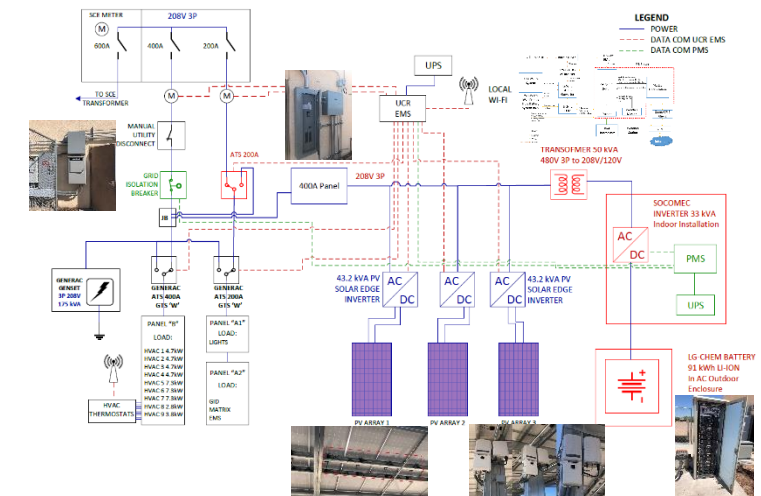 SCE METER
208V 3P
M
600A
400A
200A
TO SCE
TRANSFORMER
M
M
MANUAL
UTILITY
DISCONNECT
ATS 200A
GRID
ISOLATION
BREAKER
JB
UPS
UCR
EMS
LOCAL
WI-FI
LEGEND
POWER
DATA COM UCR EMS
DATA COM PMS
TRANSFOMER 50 kVA
480V 3P to 208V/120V
208V 3P
400A Panel
SOCOMEC
INVERTER 33 kVA
Indoor Installation
AC
DC
PMS
UPS
GENERAC
GENSET
3P 208V
175 kVA
GENERAC
ATS 400A
GTS 'W'
GENERAC
ATS 200A
GTS 'W'
43.2 kVA PV
SOLAR EDGE
INVERTER
AC
DC
AC
DC
AC
DC
43.2 kVA PV
SOLAR EDGE
INVERTER
PANEL "B"
LOAD:
HVAC 1 4.7kW
HVAC 2 4.7kW
HVAC 3 4.7kW
HVAC 4 4.7kW
HVAC 5 7.3kW
HVAC 6 7.3kW
HVAC 7 7.8kW
HVAC 8 2.8kW
HVAC 9 3.8kW
PANEL "A1"
LOAD:
LIGHTS
PANEL "A2"
LOAD:
GID
MATRIX
EMS
HVAC
THERMOSTATS
PV ARRAY 1
PV ARRAY 2
PV ARRAY 3
LG CHEM BATTERY
91 kWh LI-ION
In AC Outdoor
Enclosure